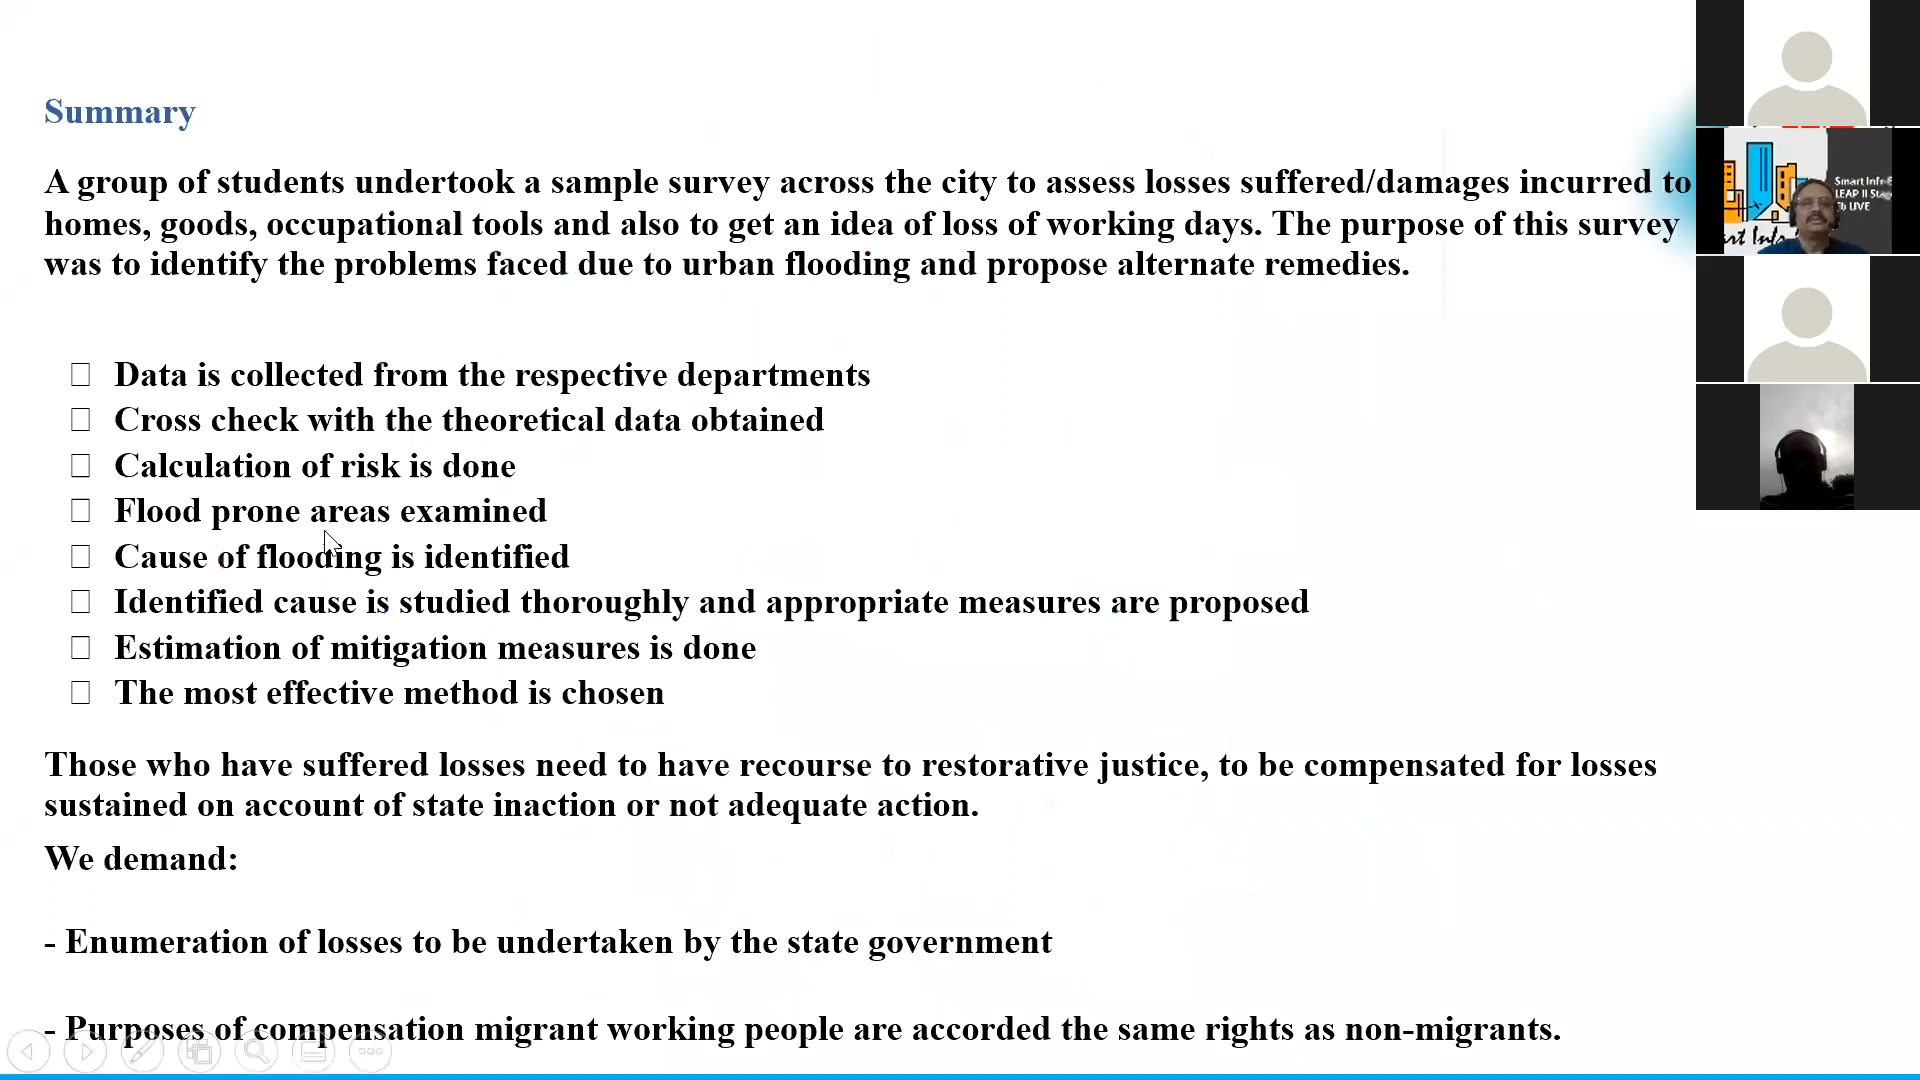 Summary
A group of students undertook a sample survey across the city to assess losses suffered/damages incurred to
homes, goods, occupational tools and also to get an idea of loss of working days. The purpose of this survey
was to identify the problems faced due to urban flooding and propose alternate remedies.
Data is collected from the respective departments
Cross check with the theoretical data obtained
Calculation of risk is done
Flood prone areas examined
Cause of flooding is identified
Identified cause is studied thoroughly and appropriate measures are proposed
Estimation of mitigation measures is done
The most effective method is chosen
Those who have suffered losses need to have recourse to restorative justice, to be compensated for losses
sustained on account of state inaction or not adequate action.
We demand:
- Enumeration of losses to be undertaken by the state government
- Purposes of compensation migrant working people are accorded the same rights as non-migrants.
Smart
LEAP II
LIVE